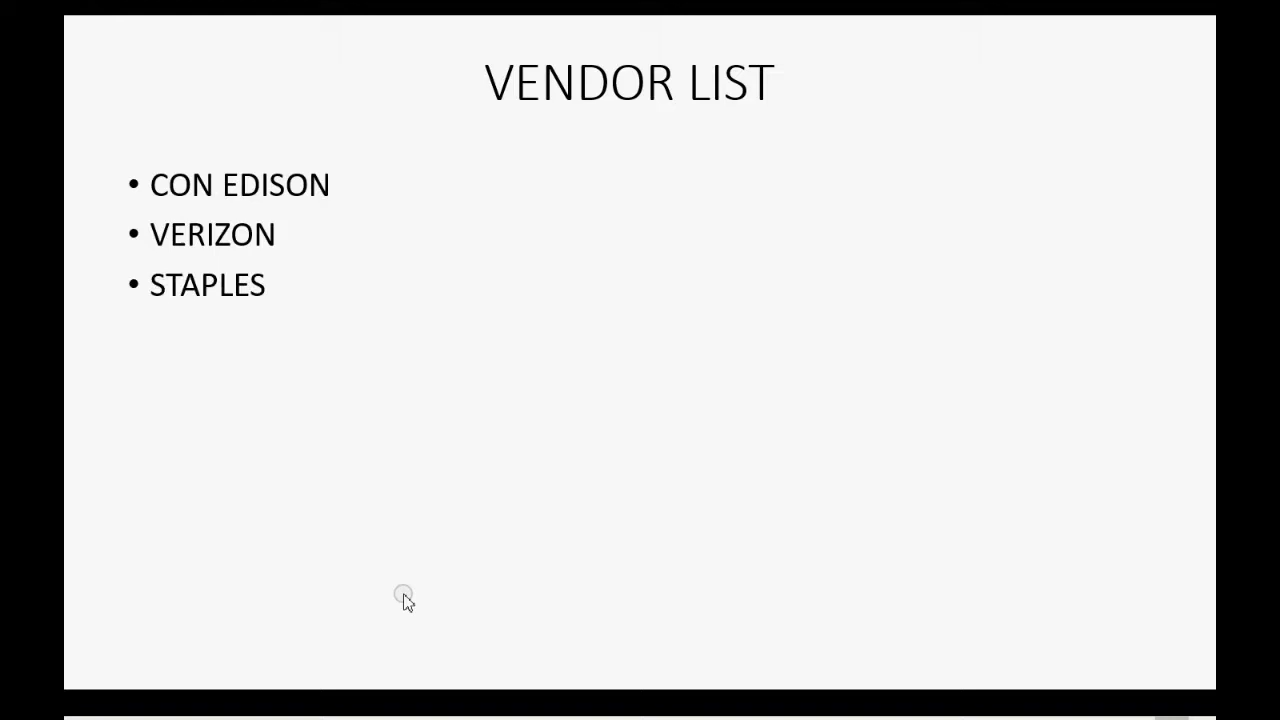 VENDOR LIST
• CON EDISON
• VERIZON
• STAPLES